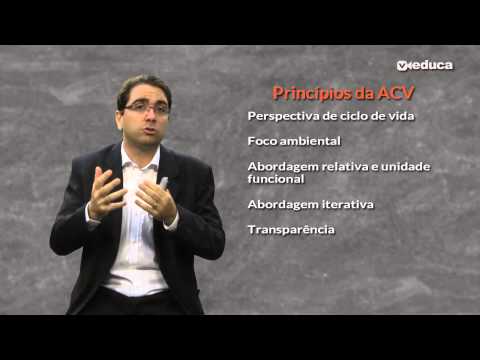 veduca
Princípios da ACV
Perspectiva de ciclo de vida
Foco ambiental
Abordagem relativa e unidade
funcional
Abordagem iterativa
Transparência